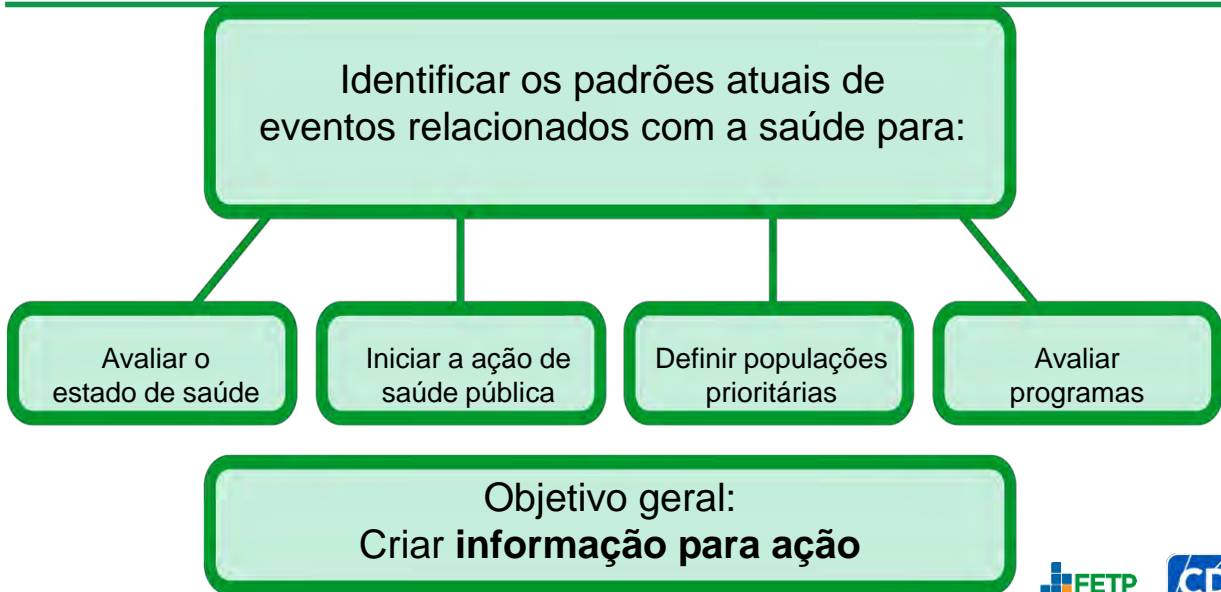 Identificar os padrões atuais de
eventos relacionados com a saúde para:
Avaliar o
estado de saúde
Iniciar a ação de
saúde pública
Definir populações
prioritárias
Avaliar
programas
Objetivo geral:
Criar informação para ação
FETP